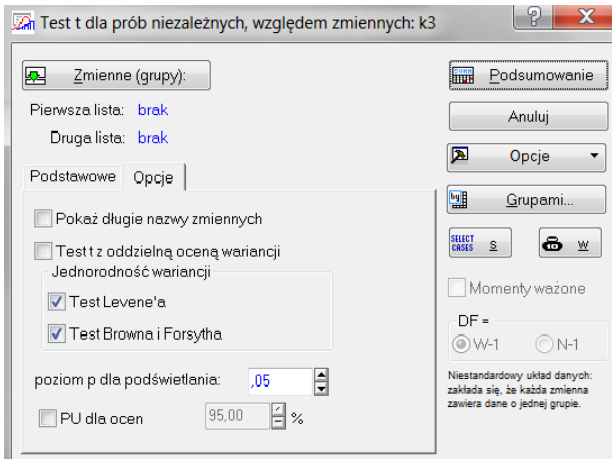 Test t dla prób niezależnych, względem zmiennych: k3
Zmienne (grupy):
Pierwsza lista: brak
Druga lista: brak
Podstawowe Opcje
Pokaż długie nazwy zmiennych
Test t z oddzielną oceną wariancji
Jednorodność wariancji
Test Levene'a
Test Browna i Forsytha
poziom p dla podświetlania: ,05
PU dla ocen 95,00 %
Podsumowanie
Anuluj
Opcje
Grupami...
SELECT CASES S W
Momenty ważone
DF =
W-1 N-1
Niestandardowy układ danych:
zakłada się, że każda zmienna
zawiera dane o jednej grupie.